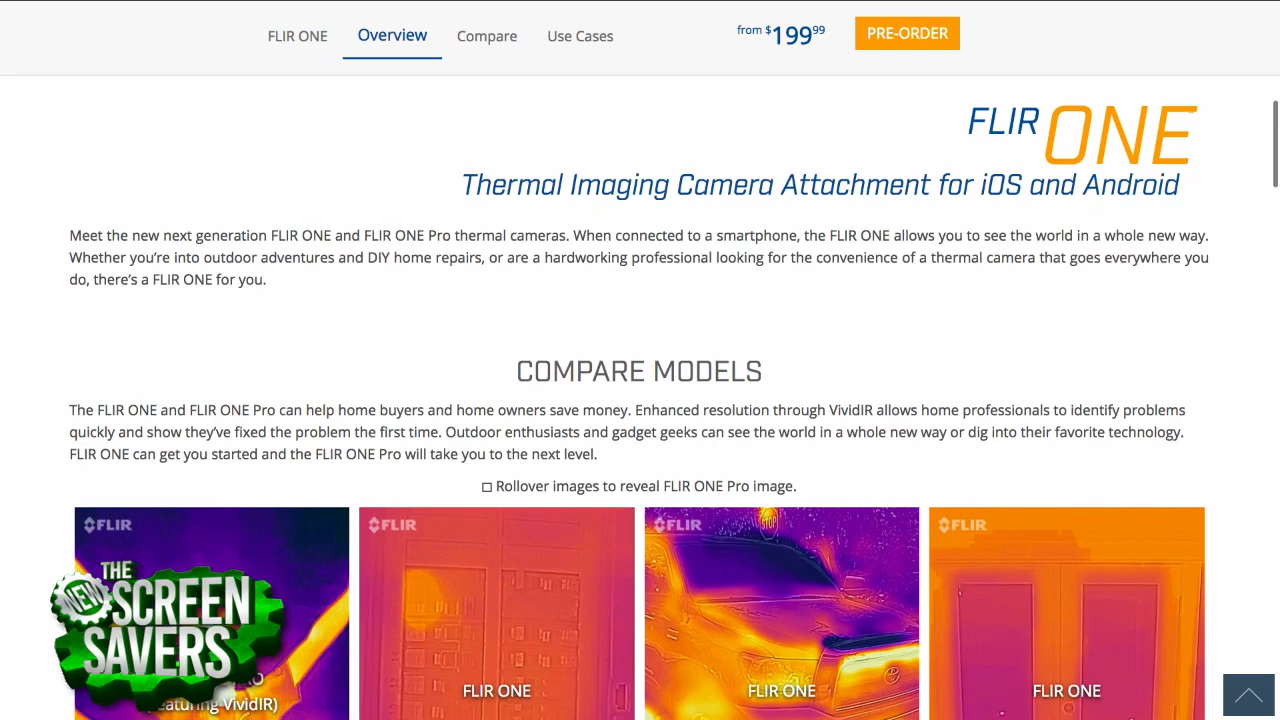 FLIR ONE Overview Compare Use Cases from $199.99 PRE-ORDER
FLIR ONE
Thermal Imaging Camera Attachment for iOS and Android
Meet the new next generation FLIR ONE and FLIR ONE Pro thermal cameras. When connected to a smartphone, the FLIR ONE allows you to see the world in a whole new way.
Whether you're into outdoor adventures and DIY home repairs, or are a hardworking professional looking for the convenience of a thermal camera that goes everywhere you
do, there's a FLIR ONE for you.
COMPARE MODELS
The FLIR ONE and FLIR ONE Pro can help home buyers and home owners save money. Enhanced resolution through VividIR allows home professionals to identify problems
quickly and show they've fixed the problem the first time. Outdoor enthusiasts and gadget geeks can see the world in a whole new way or dig into their favorite technology.
FLIR ONE can get you started and the FLIR ONE Pro will take you to the next level.
Rollover images to reveal FLIR ONE Pro image.
FLIR FLIR FLIR FLIR
STOP
THE
NEW SCREEN
SAVERS
VividIR)
FLIR ONE FLIR ONE FLIR ONE